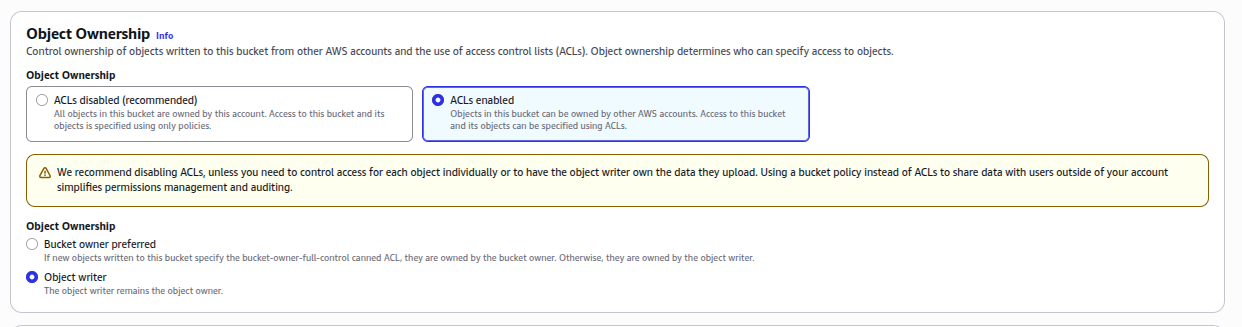 Object Ownership Info
Control ownership of objects written to this bucket from other AWS accounts and the use of access control lists (ACLs). Object ownership determines who can specify access to objects.
Object Ownership
ACLs disabled (recommended)
All objects in this bucket are owned by this account. Access to this bucket and its
objects is specified using only policies.
ACLs enabled
Objects in this bucket can be owned by other AWS accounts. Access to this bucket
and its objects can be specified using ACLs.
We recommend disabling ACLs, unless you need to control access for each object individually or to have the object writer own the data they upload. Using a bucket policy instead of ACLs to share data with users outside of your account
simplifies permissions management and auditing.
Object Ownership
Bucket owner preferred
If new objects written to this bucket specify the bucket-owner-full-control canned ACL, they are owned by the bucket owner. Otherwise, they are owned by the object writer.
Object writer
The object writer remains the object owner.